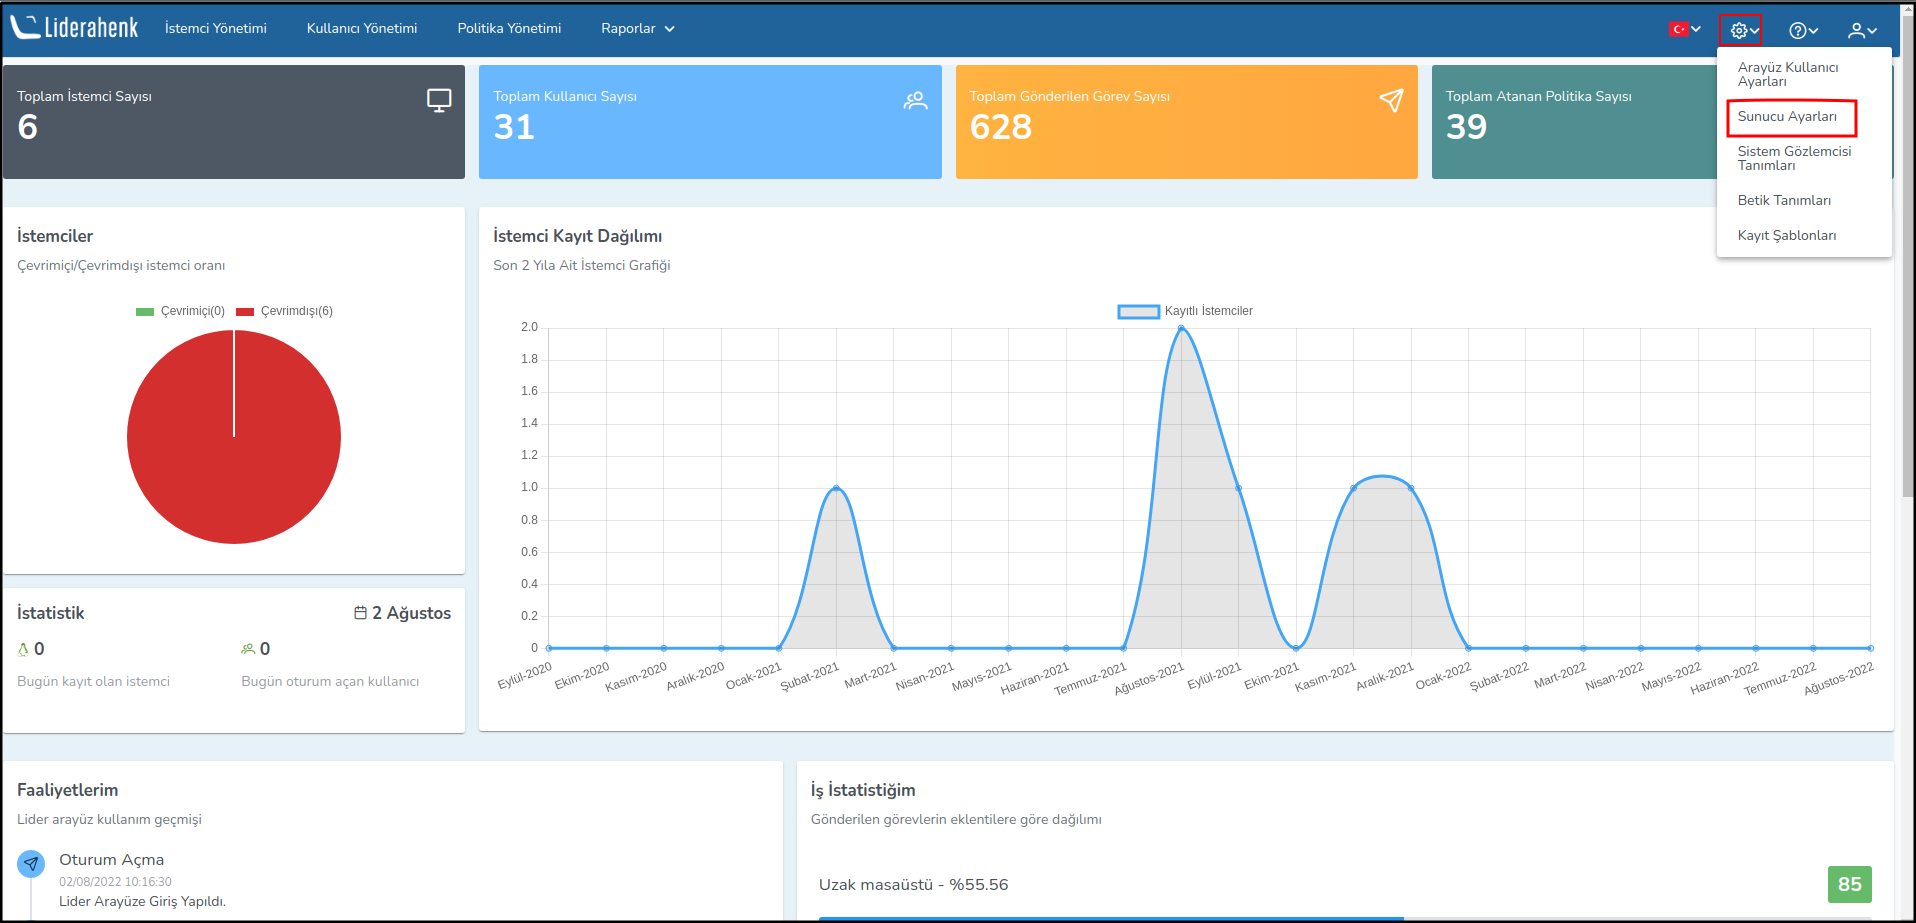 Liderahenk
İstemci Yönetimi
Kullanıcı Yönetimi
Politika Yönetimi
Raporlar
Arayüz Kullanıcı
Ayarları
Sunucu Ayarları
Sistem Gözlemcisi
Tanımları
Betik Tanımları
Kayıt Şablonları
Toplam İstemci Sayısı
6
Toplam Kullanıcı Sayısı
31
Toplam Gönderilen Görev Sayısı
628
Toplam Atanan Politika Sayısı
39
İstemciler
Çevrimiçi/Çevrimdışı istemci oranı
Çevrimiçi(0)
Çevrimdışı(6)
İstemci Kayıt Dağılımı
Son 2 Yıla Ait İstemci Grafiği
Kayıtlı İstemciler
2.0
1.8
1.6
1.4
1.2
1.0
0.8
0.6
0.4
0.2
0
Eylül-2020
Ekim-2020
Kasım-2020
Aralık-2020
Ocak-2021
Şubat-2021
Mart-2021
Nisan-2021
Mayıs-2021
Haziran-2021
Temmuz-2021
Ağustos-2021
Eylül-2021
Ekim-2021
Kasım-2021
Aralık-2021
Ocak-2022
Şubat-2022
Mart-2022
Nisan-2022
Mayıs-2022
Haziran-2022
Temmuz-2022
Ağustos-2022
İstatistik
2 Ağustos
0
Bugün kayıt olan istemci
0
Bugün oturum açan kullanıcı
Faaliyetlerim
Lider arayüz kullanım geçmişi
Oturum Açma
02/08/2022 10:16:30
Lider Arayüze Giriş Yapıldı.
İş İstatistiğim
Gönderilen görevlerin eklentilere göre dağılımı
Uzak masaüstü - %55.56
85